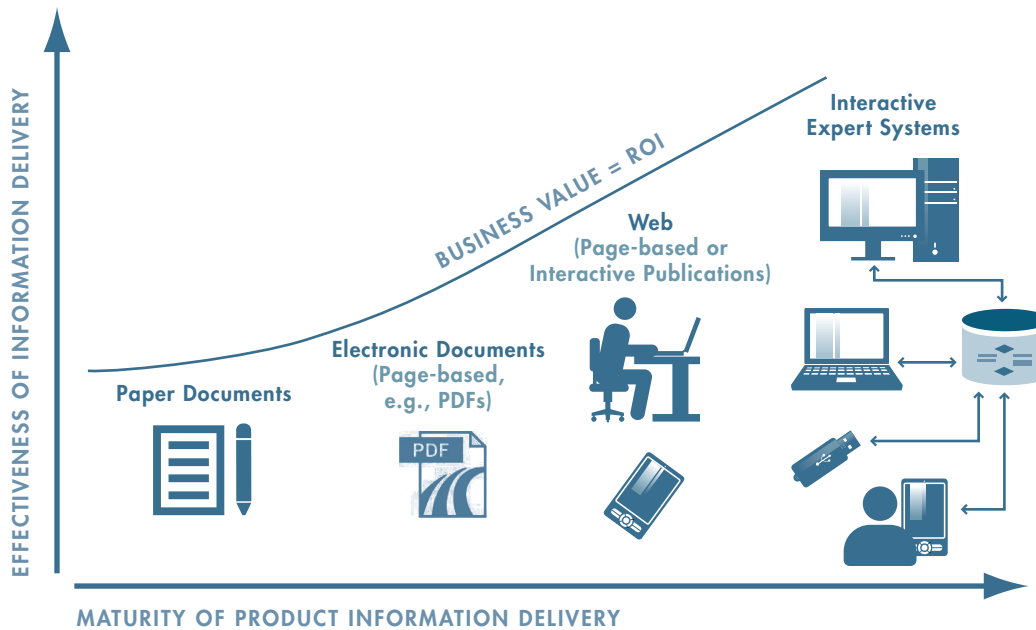 EFFECTIVENESS OF INFORMATION DELIVERY
BUSINESS VALUE = ROI
Interactive
Expert Systems
Web
(Page-based or
Interactive Publications)
Electronic Documents
(Page-based,
e.g., PDFs)
Paper Documents
PDF
MATURITY OF PRODUCT INFORMATION DELIVERY